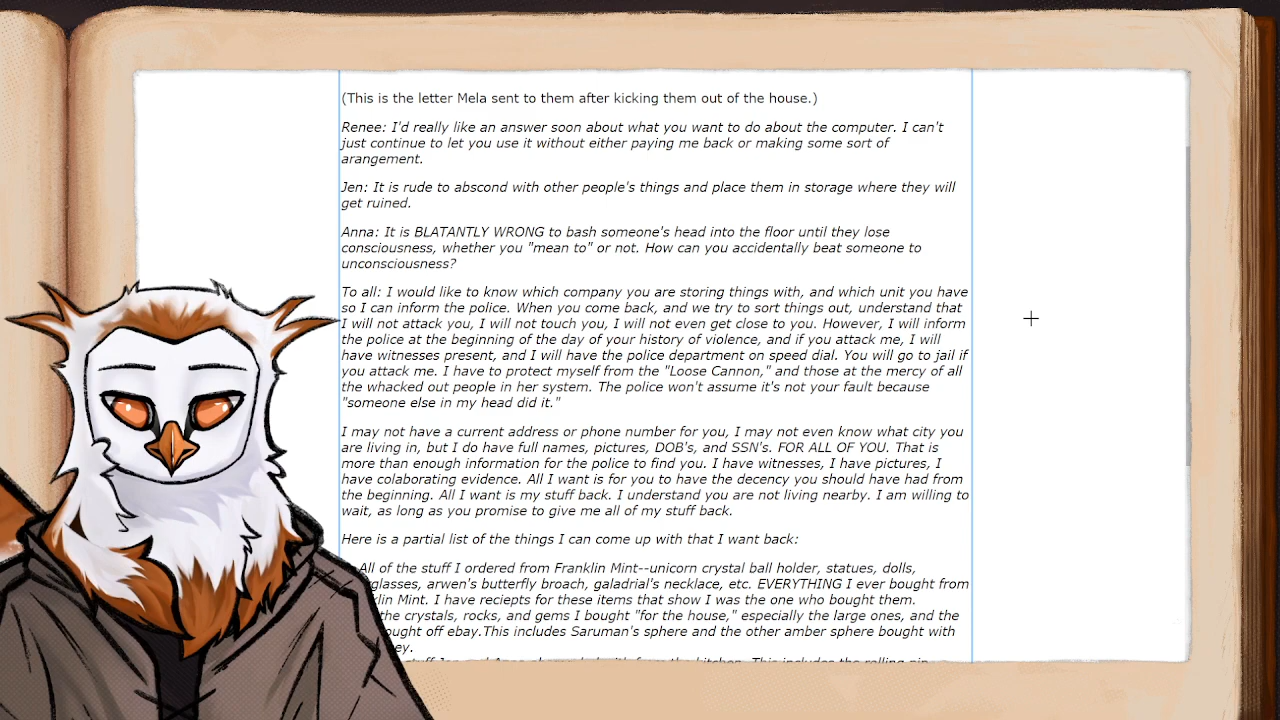 (This is the letter Mela sent to them after kicking them out of the house.)
Renee: I'd really like an answer soon about what you want to do about the computer. I can't
just continue to let you use it without either paying me back or making some sort of
arangement.
Jen: It is rude to abscond with other people's things and place them in storage where they will
get ruined.
Anna: It is BLATANTLY WRONG to bash someone's head into the floor until they lose
consciousness, whether you "mean to" or not. How can you accidentally beat someone to
unconsciousness?
To all: I would like to know which company you are storing things with, and which unit you have
so I can inform the police. When you come back, and we try to sort things out, understand that
I will not attack you, I will not touch you, I will not even get close to you. However, I will inform
the police at the beginning of the day of your history of violence, and if you attack me, I will
have witnesses present, and I will have the police department on speed dial. You will go to jail if
you attack me. I have to protect myself from the "Loose Cannon," and those at the mercy of all
the whacked out people in her system. The police won't assume it's not your fault because
"someone else in my head did it."
I may not have a current address or phone number for you, I may not even know what city you
are living in, but I do have full names, pictures, DOB's, and SSN's. FOR ALL OF YOU. That is
more than enough information for the police to find you. I have witnesses, I have pictures, I
have colaborating evidence. All I want is for you to have the decency you should have had from
the beginning. All I want is my stuff back. I understand you are not living nearby. I am willing to
wait, as long as you promise to give me all of my stuff back.
Here is a partial list of the things I can come up with that I want back:
All of the stuff I ordered from Franklin Mint--unicorn crystal ball holder, statues, dolls,
glasses, arwen's butterfly broach, galadrial's necklace, etc. EVERYTHING I ever bought from
klin Mint. I have reciepts for these items that show I was the one who bought them.
the crystals, rocks, and gems I bought "for the house," especially the large ones, and the
ought off ebay.This includes Saruman's sphere and the other amber sphere bought with
ey.